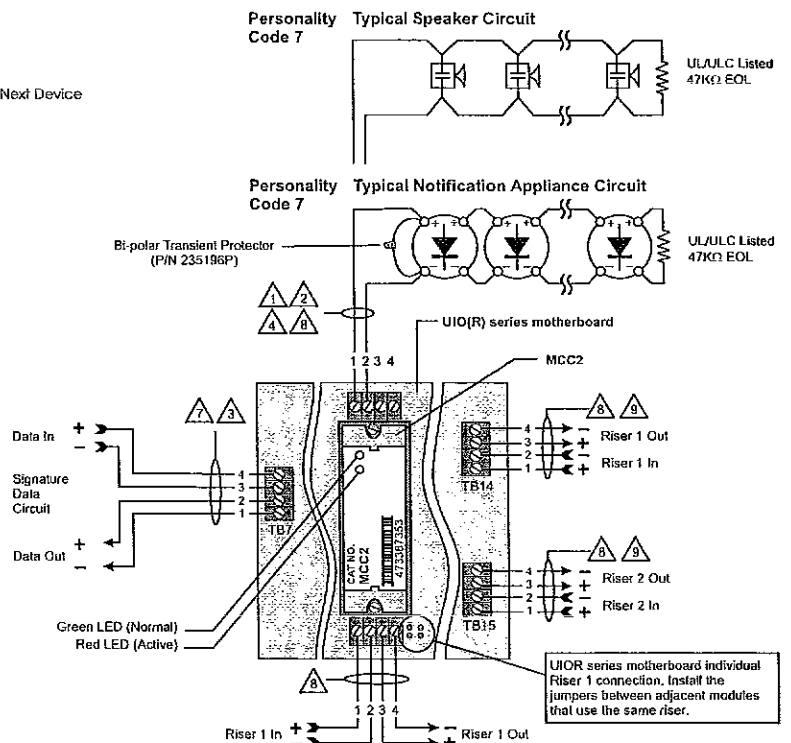 Personality Typical Speaker Circuit
Code 7
UL/ULC Listed
47KΩ EOL
Next Device
Personality Typical Notification Appliance Circuit
Code 7
Bi-polar Transient Protector
(P/N 235196P)
+ + + + + +
- - - - - -
UL/ULC Listed
47KΩ EOL
1 2
4 8
UIO(R) series motherboard
MCC2
1 2 3 4
7 3
8 9
Data In + -
Signature
Data
Circuit
Data Out + -
4
3
2
1
TB7
4 - Riser 1 Out
3 +
2 - Riser 1 In
1 +
TB14
CAT NO.
MCC2
473387353
8 9
4 - Riser 2 Out
3 +
2 - Riser 2 In
1 +
TB15
Green LED (Normal)
Red LED (Active)
UIOR series motherboard individual
Riser 1 connection. Install the
jumpers between adjacent modules
that use the same riser.
8
1 2 3 4
Riser 1 In + - - + Riser 1 Out